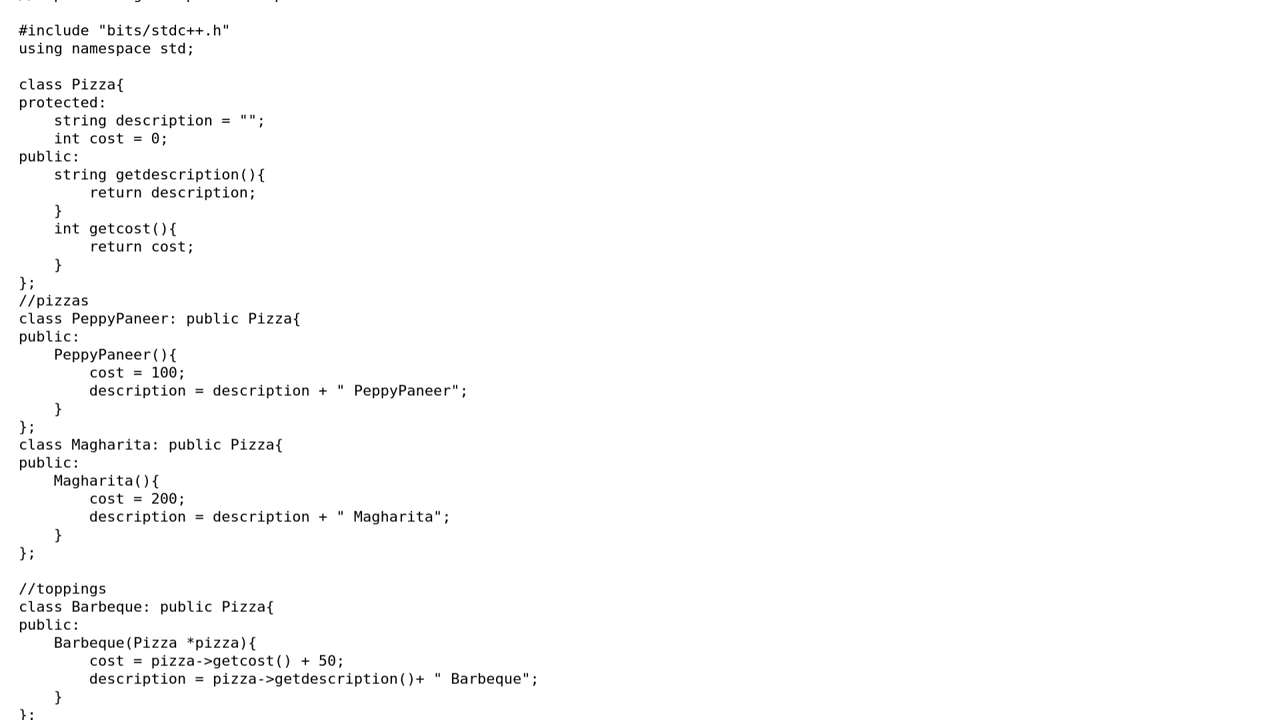 #include "bits/stdc++.h"
using namespace std;

class Pizza{
protected:
    string description = "";
    int cost = 0;
public:
    string getdescription(){
        return description;
    }
    int getcost(){
        return cost;
    }
};
//pizzas
class PeppyPaneer: public Pizza{
public:
    PeppyPaneer(){
        cost = 100;
        description = description + " PeppyPaneer";
    }
};
class Magharita: public Pizza{
public:
    Magharita(){
        cost = 200;
        description = description + " Magharita";
    }
};

//toppings
class Barbeque: public Pizza{
public:
    Barbeque(Pizza *pizza){
        cost = pizza->getcost() + 50;
        description = pizza->getdescription()+ " Barbeque";
    }
};